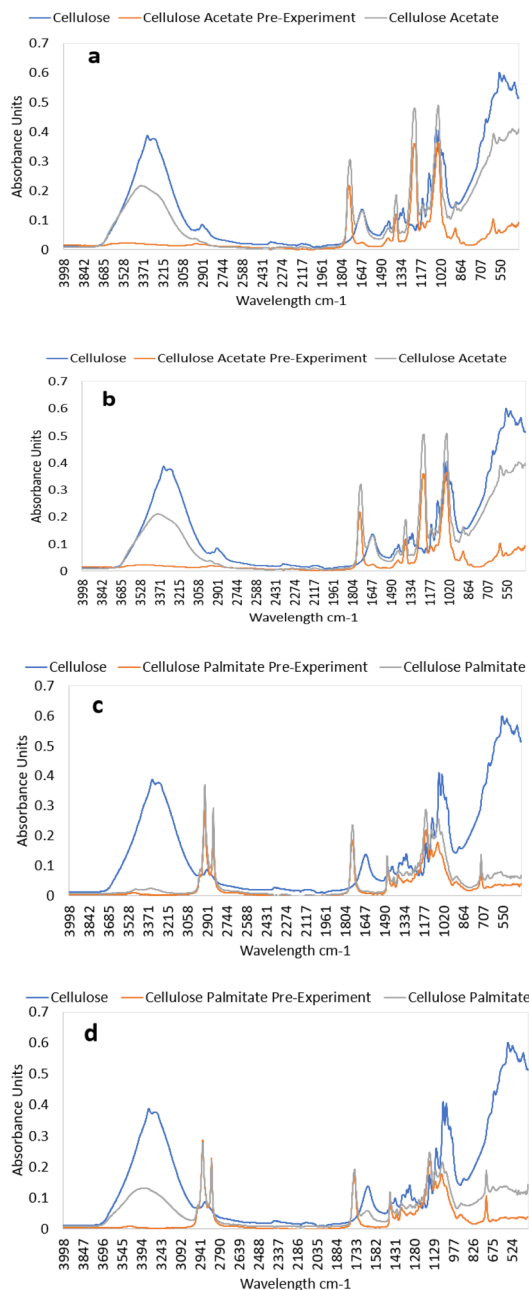 Cellulose Cellulose Acetate Pre-Experiment Cellulose Acetate
0.7
0.6
0.5
0.4
0.3
0.2
0.1
0
Absorbance Units
a
3998 3842 3685 3528 3371 3215 3058 2901 2744 2588 2431 2274 2117 1961 1804 1647 1490 1334 1177 1020 864 707 550
Wavelength cm-1
Cellulose Cellulose Acetate Pre-Experiment Cellulose Acetate
0.7
0.6
0.5
0.4
0.3
0.2
0.1
0
Absorbance Units
b
3998 3842 3685 3528 3371 3215 3058 2901 2744 2588 2431 2274 2117 1961 1804 1647 1490 1334 1177 1020 864 707 550
Wavelength cm-1
Cellulose Cellulose Palmitate Pre-Experiment Cellulose Palmitate
0.7
0.6
0.5
0.4
0.3
0.2
0.1
0
Absorbance Units
c
3998 3842 3685 3528 3371 3215 3058 2901 2744 2588 2431 2274 2117 1961 1804 1647 1490 1334 1177 1020 864 707 550
Wavelength cm-1
Cellulose Cellulose Palmitate Pre-Experiment Cellulose Palmitate
0.7
0.6
0.5
0.4
0.3
0.2
0.1
0
Absorbance Units
d
3998 3847 3696 3545 3394 3243 3092 2941 2790 2639 2488 2337 2186 2035 1884 1733 1582 1431 1280 1129 977 826 675 524
Wavelength cm-1